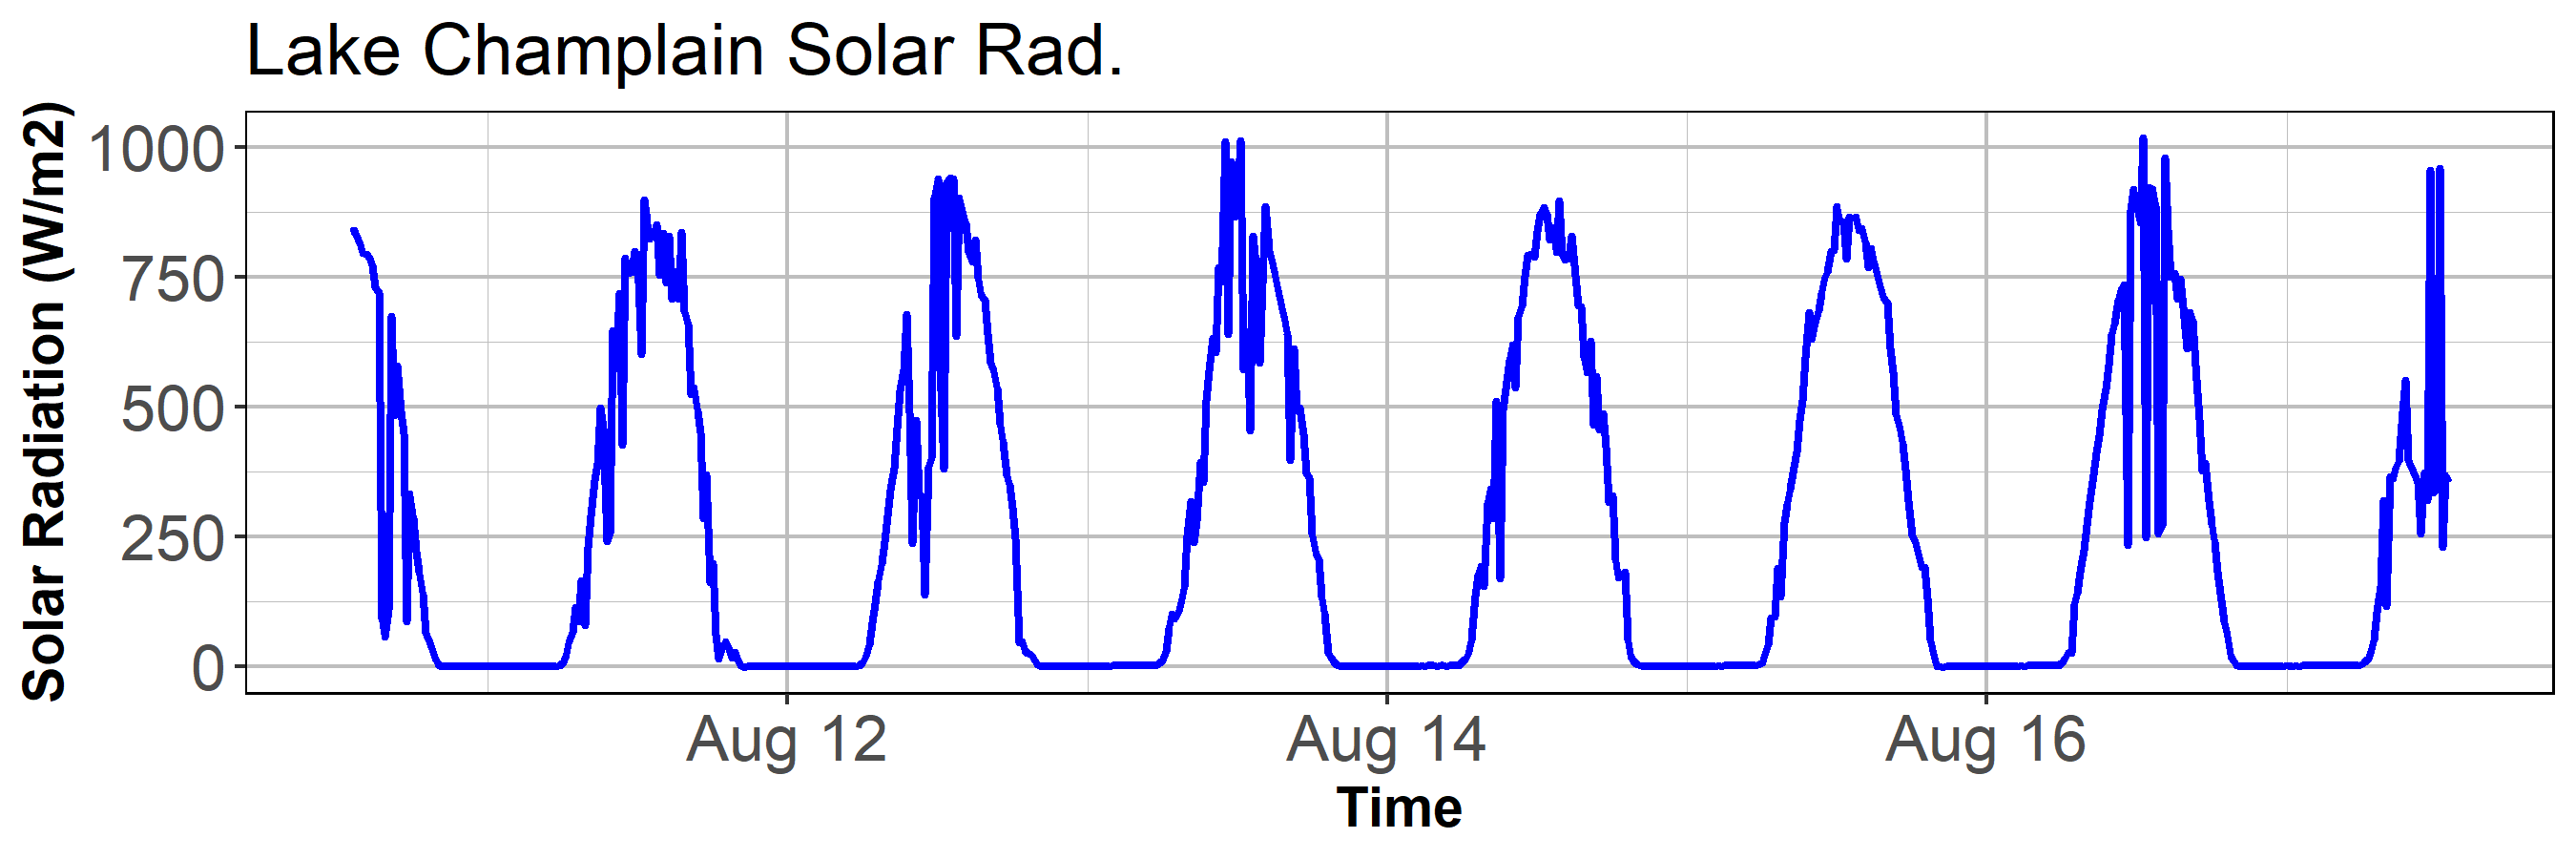 Lake Champlain Solar Rad.
Solar Radiation (W/m2)
1000
750
500
250
0
Aug 12
Aug 14
Aug 16
Time